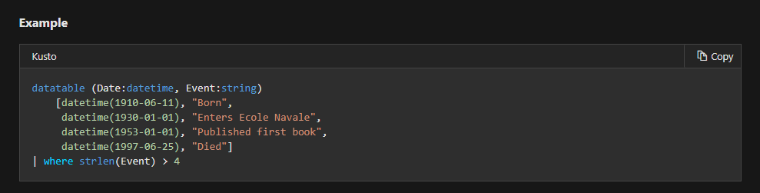 Example
Kusto
Copy
datatable (Date:datetime, Event:string)
    [datetime(1910-06-11), "Born",
     datetime(1930-01-01), "Enters Ecole Navale",
     datetime(1953-01-01), "Published first book",
     datetime(1997-06-25), "Died"]
| where strlen(Event) > 4